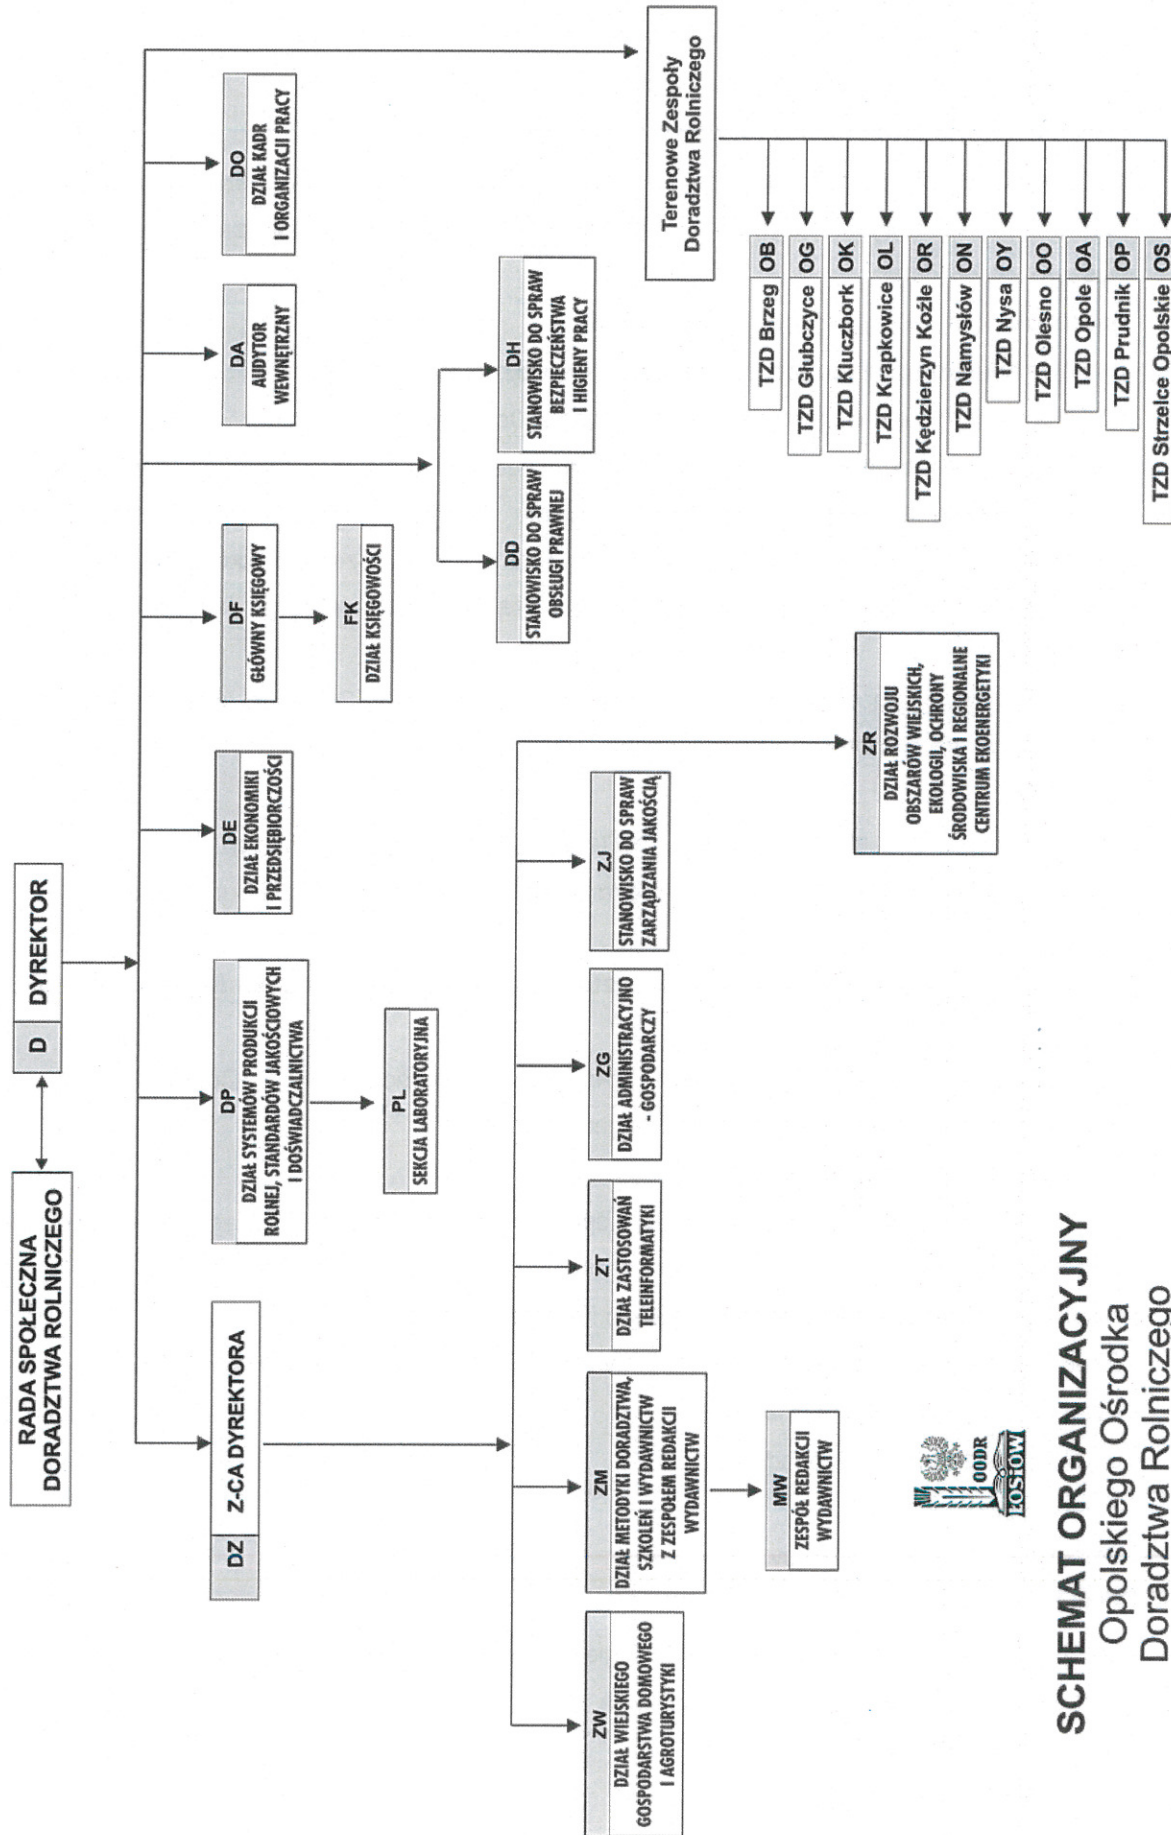 RADA SPOŁECZNA
DORADZTWA ROLNICZEGO
D
DYREKTOR
DZ
Z-CA DYREKTORA
DP
DZIAŁ SYSTEMÓW PRODUKCJI
ROLNEJ, STANDARDÓW JAKOŚCIOWYCH
I DOŚWIADCZALNICTWA
DE
DZIAŁ EKONOMIKI
I PRZEDSIĘBIORCZOŚCI
DF
GŁÓWNY KSIĘGOWY
DA
AUDYTOR
WEWNĘTRZNY
DO
DZIAŁ KADR
I ORGANIZACJI PRACY
PL
SEKCJA LABORATORYJNA
FK
DZIAŁ KSIĘGOWOŚCI
DD
STANOWISKO DO SPRAW
OBSŁUGI PRAWNEJ
DH
STANOWISKO DO SPRAW
BEZPIECZEŃSTWA
I HIGIENY PRACY
ZW
DZIAŁ WIEJSKIEGO
GOSPODARSTWA DOMOWEGO
I AGROTURYSTYKI
ZM
DZIAŁ METODYKI DORADZTWA,
SZKOLEŃ I WYDAWNICTW
Z ZESPOŁEM REDAKCJI
WYDAWNICTW
ZT
DZIAŁ ZASTOSOWAŃ
TELEINFORMATYKI
ZG
DZIAŁ ADMINISTRACYJNO
- GOSPODARCZY
ZJ
STANOWISKO DO SPRAW
ZARZĄDZANIA JAKOŚCIĄ
MW
ZESPÓŁ REDAKCJI
WYDAWNICTW
ZR
DZIAŁ ROZWOJU
OBSZARÓW WIEJSKICH,
EKOLOGII, OCHRONY
ŚRODOWISKA I REGIONALNE
CENTRUM EKOENERGETYKI
Terenowe Zespoły
Doradztwa Rolniczego
TZD Brzeg OB
TZD Głubczyce OG
TZD Kluczbork OK
TZD Krapkowice OL
TZD Kędzierzyn Koźle OR
TZD Namysłów ON
TZD Nysa OY
TZD Olesno OO
TZD Opole OA
TZD Prudnik OP
TZD Strzelce Opolskie OS
OODR
ŁOSIÓW
SCHEMAT ORGANIZACYJNY
Opolskiego Ośrodka
Doradztwa Rolniczego